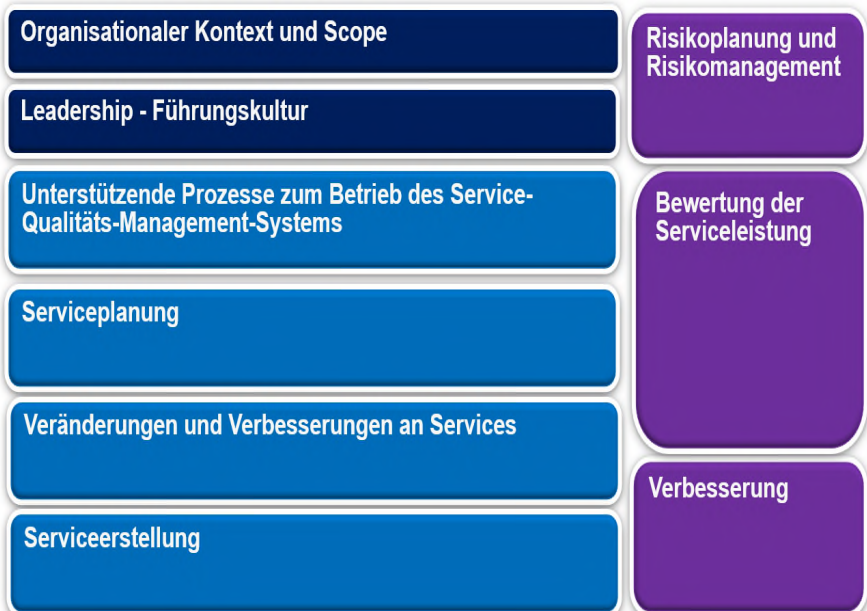 Organisationaler Kontext und Scope
Leadership - Führungskultur
Unterstützende Prozesse zum Betrieb des Service-
Qualitäts-Management-Systems
Serviceplanung
Veränderungen und Verbesserungen an Services
Serviceerstellung
Risikoplanung und
Risikomanagement
Bewertung der
Serviceleistung
Verbesserung